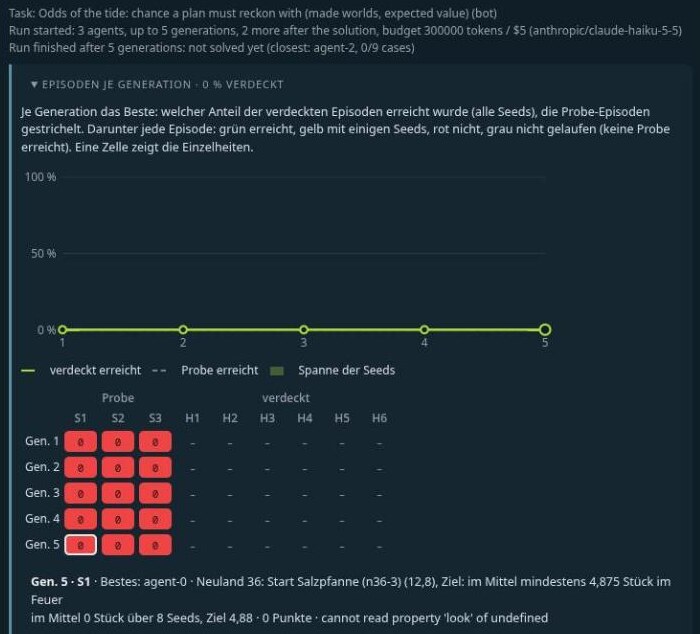 Task: Odds of the tide: chance a plan must reckon with (made worlds, expected value) (bot)
Run started: 3 agents, up to 5 generations, 2 more after the solution, budget 300000 tokens / $5 (anthropic/claude-haiku-5-5)
Run finished after 5 generations: not solved yet (closest: agent-2, 0/9 cases)
▼ EPISODEN JE GENERATION · 0 % VERDECKT
Je Generation das Beste: welcher Anteil der verdeckten Episoden erreicht wurde (alle Seeds), die Probe-Episoden
gestrichelt. Darunter jede Episode: grün erreicht, gelb mit einigen Seeds, rot nicht, grau nicht gelaufen (keine Probe
erreicht). Eine Zelle zeigt die Einzelheiten.
100 %
50 %
0 %
1 2 3 4 5
verdeckt erreicht Probe erreicht Spanne der Seeds
Probe verdeckt
S1 S2 S3 H1 H2 H3 H4 H5 H6
Gen. 1 0 0 0 – – – – – –
Gen. 2 0 0 0 – – – – – –
Gen. 3 0 0 0 – – – – – –
Gen. 4 0 0 0 – – – – – –
Gen. 5 0 0 0 – – – – – –
Gen. 5 · S1 · Bestes: agent-0 · Neuland 36: Start Salzpfanne (n36-3) (12,8), Ziel: im Mittel mindestens 4,875 Stück im
Feuer
im Mittel 0 Stück über 8 Seeds, Ziel 4,88 · 0 Punkte · cannot read property 'look' of undefined